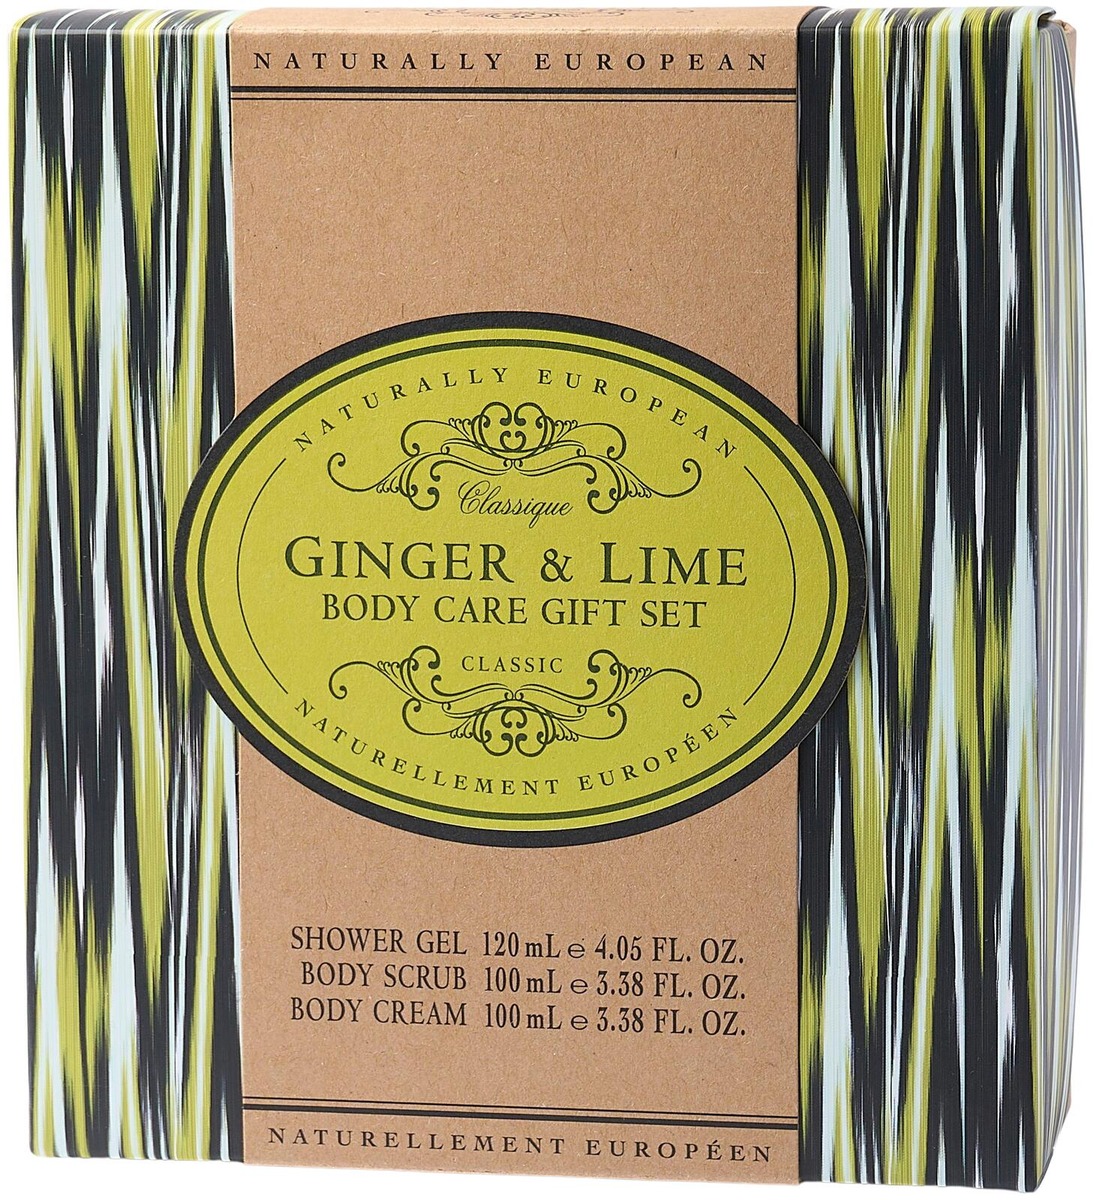 NATURALLY EUROPEAN
NATURALLY EUROPEAN
Classique
GINGER & LIME
BODY CARE GIFT SET
CLASSIC
NATURELLEMENT EUROPÉEN
SHOWER GEL 120 mL ℮ 4.05 FL. OZ.
BODY SCRUB 100 mL ℮ 3.38 FL. OZ.
BODY CREAM 100 mL ℮ 3.38 FL. OZ.
NATURELLEMENT EUROPÉEN